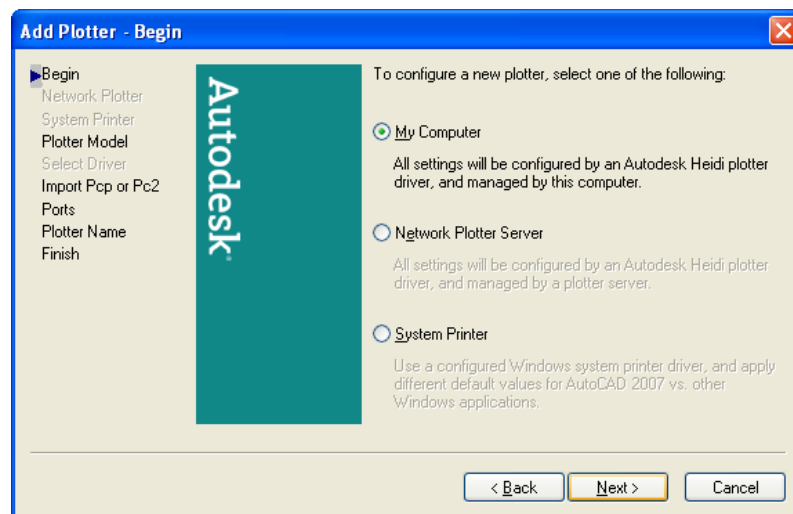 Add Plotter - Begin
Begin
Network Plotter
System Printer
Plotter Model
Select Driver
Import Pcp or Pc2
Ports
Plotter Name
Finish
Autodesk
To configure a new plotter, select one of the following:
My Computer
All settings will be configured by an Autodesk Heidi plotter
driver, and managed by this computer.
Network Plotter Server
All settings will be configured by an Autodesk Heidi plotter
driver, and managed by a plotter server.
System Printer
Use a configured Windows system printer driver, and apply
different default values for AutoCAD 2007 vs. other
Windows applications.
< Back
Next >
Cancel